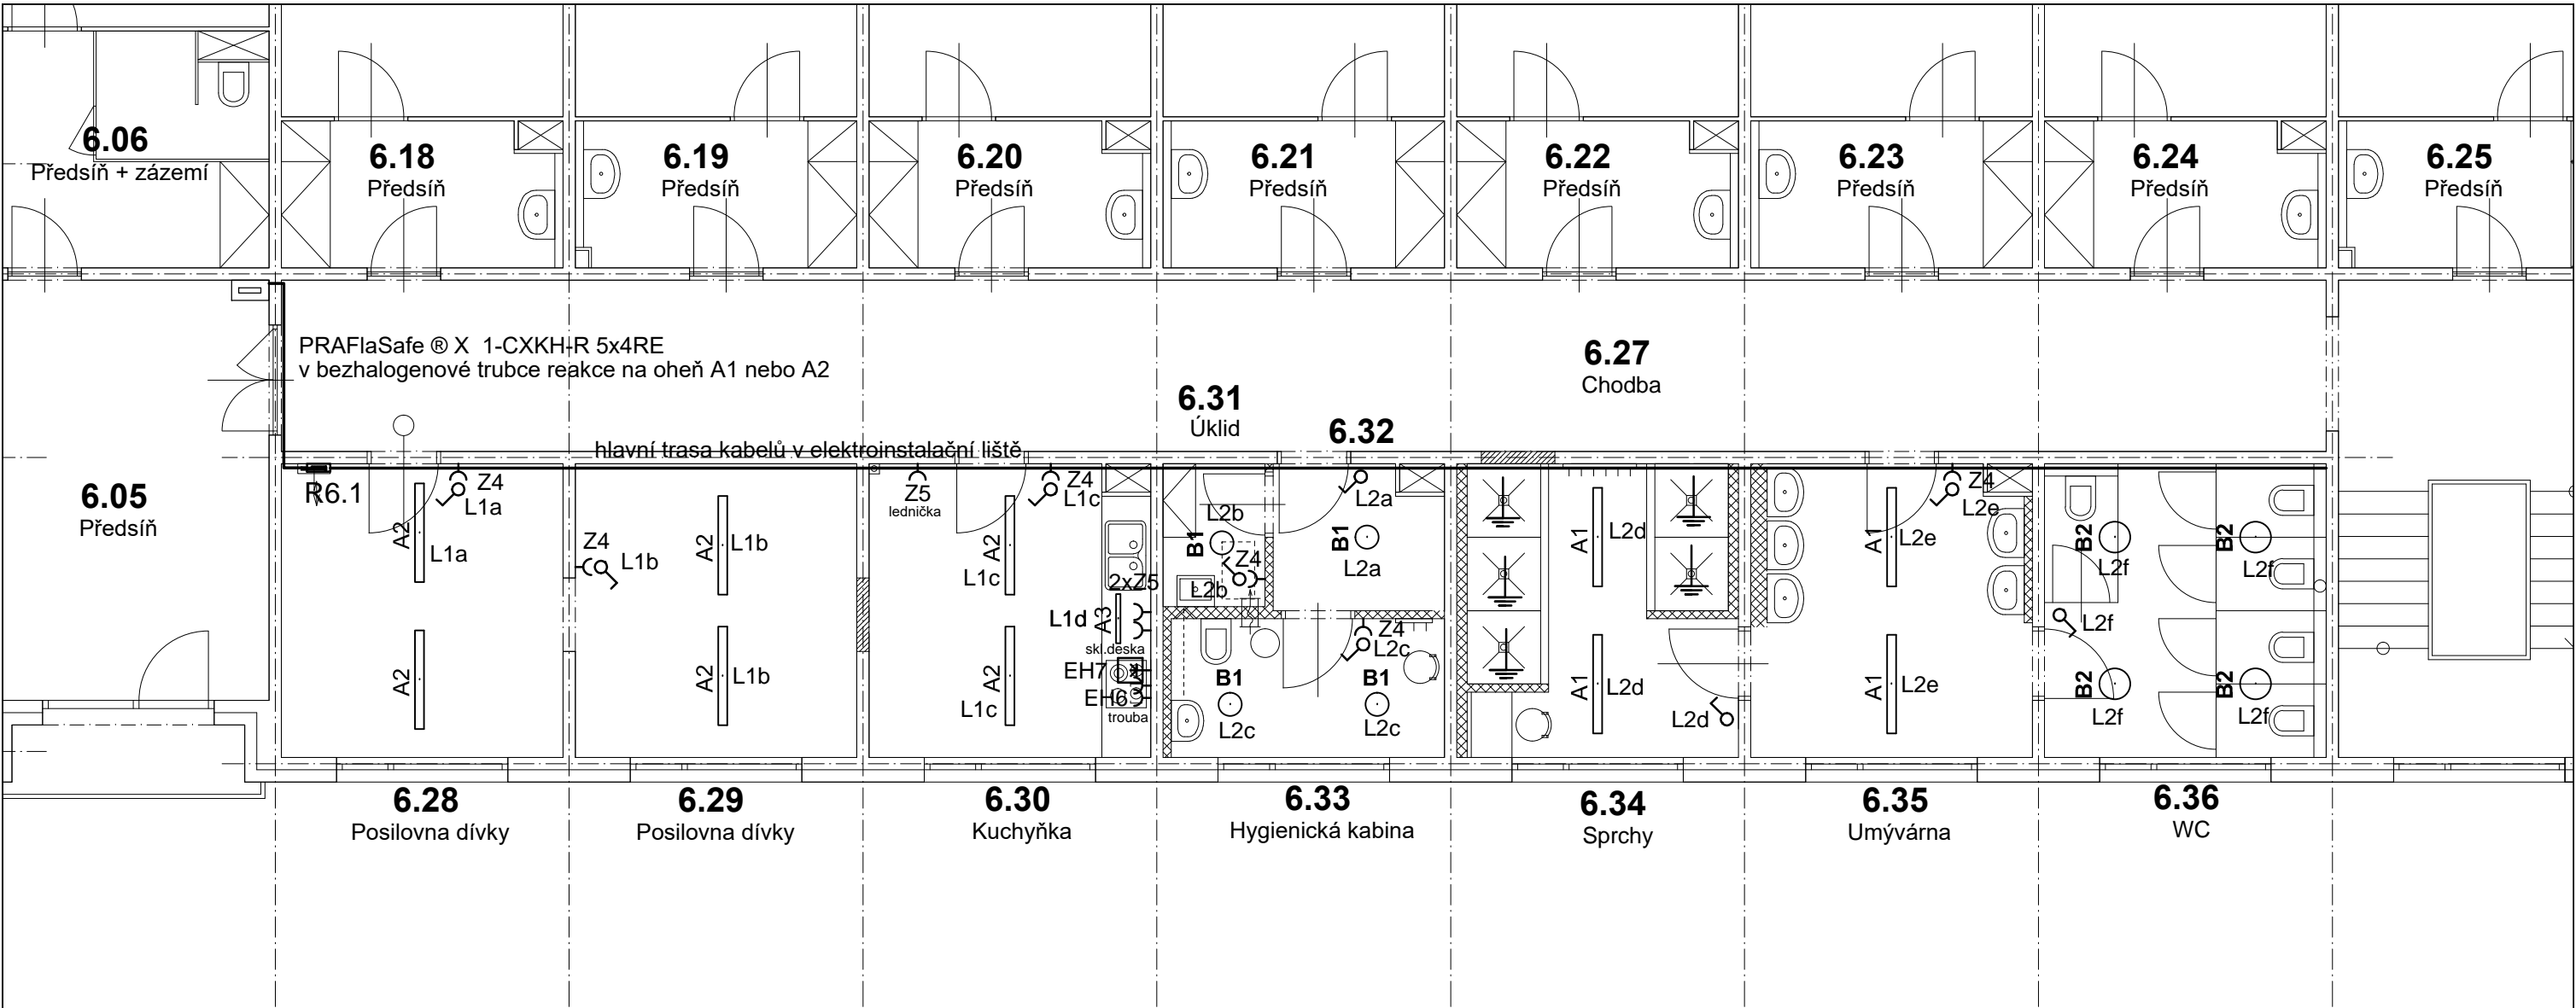 6.06
Předsíň + zázemí
6.18
Předsíň
6.19
Předsíň
6.20
Předsíň
6.21
Předsíň
6.22
Předsíň
6.23
Předsíň
6.24
Předsíň
6.25
Předsíň
PRAFlaSafe ® X 1-CXKH-R 5x4RE
v bezhalogenové trubce reakce na oheň A1 nebo A2
6.27
Chodba
6.31
Úklid
6.32
hlavní trasa kabelů v elektroinstalační liště
6.05
Předsíň
R6.1
Z4
L1a
A2
L1a
A2
Z4
L1b
A2
L1b
A2
L1b
Z5
lednička
Z4
L1c
A2
L1c
A2
L1c
2xZ5
L1d
A3
skl.deska
EH7
EH6
trouba
L2b
B1
Z4
L2b
L2a
B1
L2a
Z4
L2c
B1
L2c
B1
L2c
A1
L2d
A1
L2d
L2d
Z4
L2e
A1
L2e
A1
L2e
B2
L2f
B2
L2f
L2f
B2
L2f
B2
L2f
6.28
Posilovna dívky
6.29
Posilovna dívky
6.30
Kuchyňka
6.33
Hygienická kabina
6.34
Sprchy
6.35
Umývárna
6.36
WC